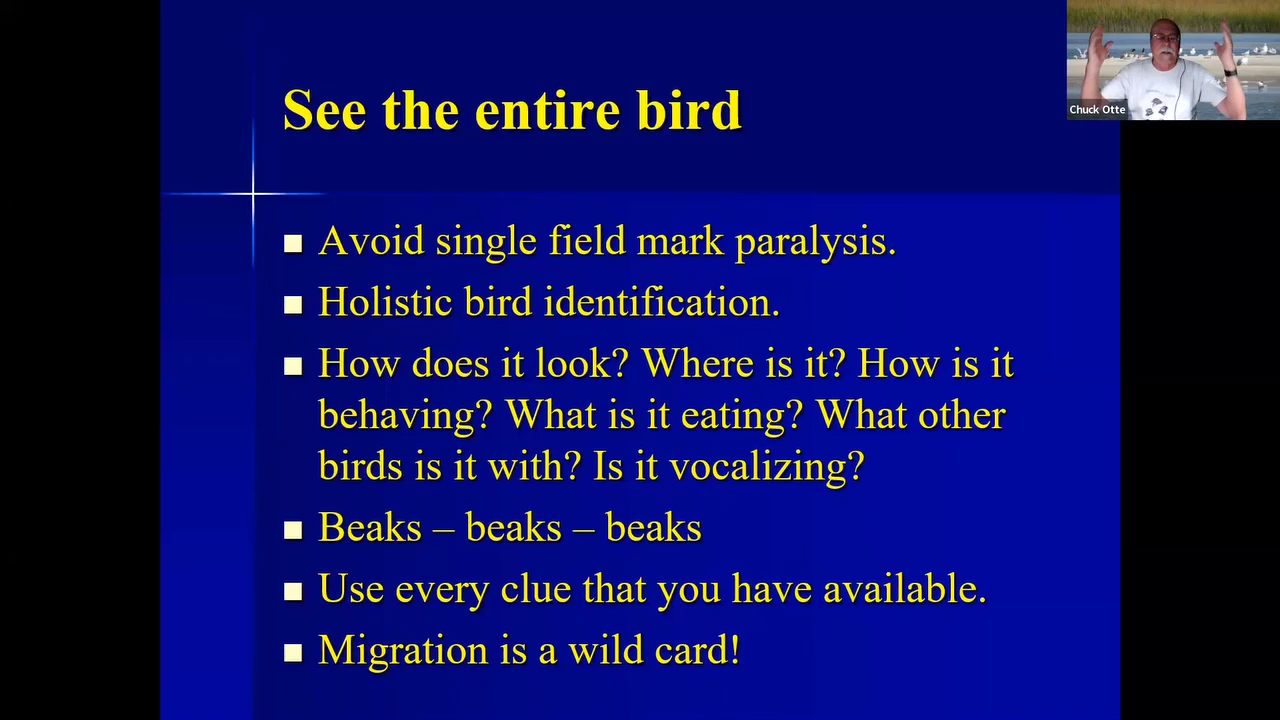 See the entire bird
Chuck Otte
Avoid single field mark paralysis.
Holistic bird identification.
How does it look? Where is it? How is it
behaving? What is it eating? What other
birds is it with? Is it vocalizing?
Beaks – beaks – beaks
Use every clue that you have available.
Migration is a wild card!